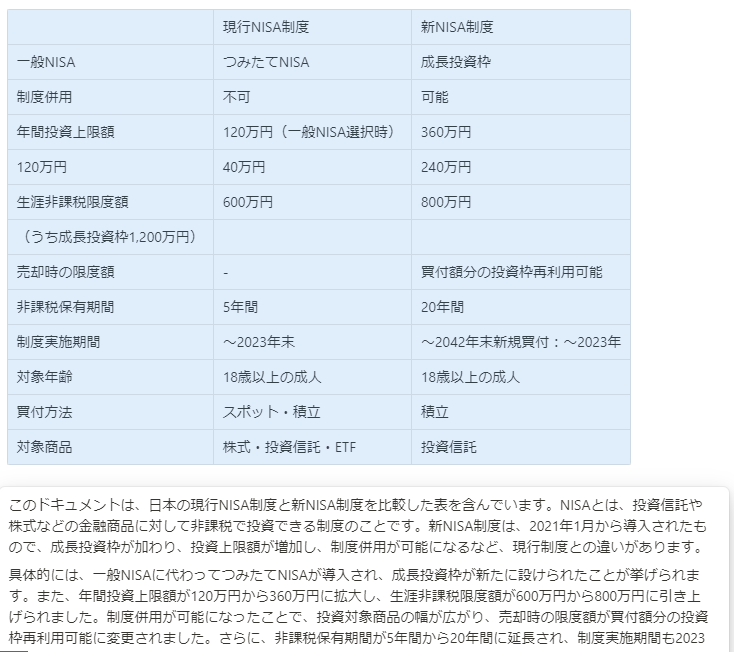 現行NISA制度 新NISA制度
一般NISA つみたてNISA 成長投資枠
制度併用 不可 可能
年間投資上限額 120万円（一般NISA選択時） 360万円
120万円 40万円 240万円
生涯非課税限度額 600万円 800万円
（うち成長投資枠1,200万円）
売却時の限度額 - 買付額分の投資枠再利用可能
非課税保有期間 5年間 20年間
制度実施期間 ～2023年末 ～2042年末新規買付：～2023年
対象年齢 18歳以上の成人 18歳以上の成人
買付方法 スポット・積立 積立
対象商品 株式・投資信託・ETF 投資信託
このドキュメントは、日本の現行NISA制度と新NISA制度を比較した表を含んでいます。NISAとは、投資信託や
株式などの金融商品に対して非課税で投資できる制度のことです。新NISA制度は、2021年1月から導入されたも
ので、成長投資枠が加わり、投資上限額が増加し、制度併用が可能になるなど、現行制度との違いがあります。
具体的には、一般NISAに代わってつみたてNISAが導入され、成長投資枠が新たに設けられたことが挙げられま
す。また、年間投資上限額が120万円から360万円に拡大し、生涯非課税限度額が600万円から800万円に引き上
げられました。制度併用が可能になったことで、投資対象商品の幅が広がり、売却時の限度額が買付額分の投資
枠再利用可能に変更されました。さらに、非課税保有期間が5年間から20年間に延長され、制度実施期間も2023